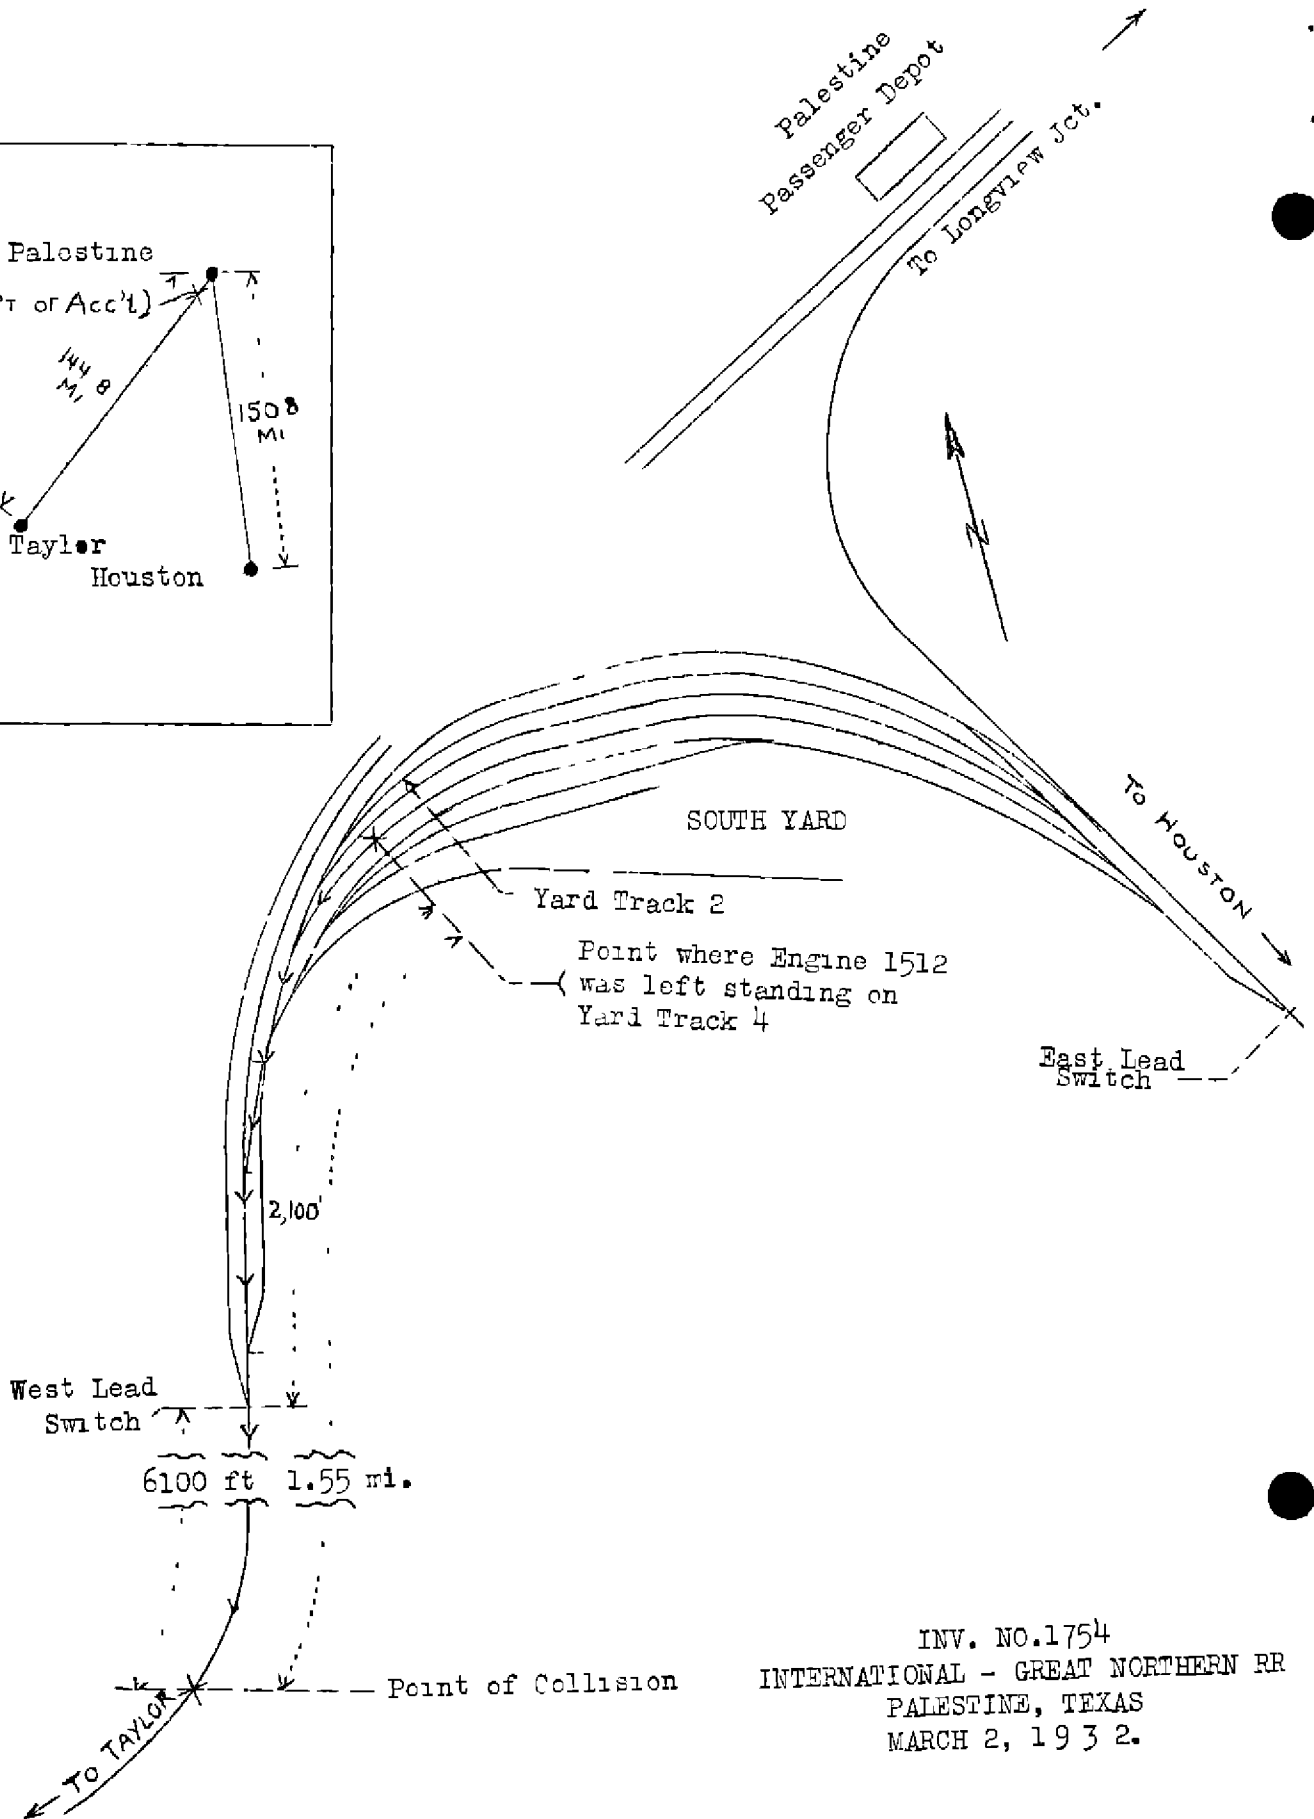 Palestine
Passenger Depot
To Longview Jct.
Palestine
of Acc't)
144.8
MI
150.8
MI
Taylor
Houston
N
SOUTH YARD
TO HOUSTON
Yard Track 2
Point where Engine 1512
was left standing on
Yard Track 4
East Lead
Switch
2,100'
West Lead
Switch
6100 ft
1.55 mi.
Point of Collision
TO TAYLOR
INV. NO.1754
INTERNATIONAL - GREAT NORTHERN RR
PALESTINE, TEXAS
MARCH 2, 1932.